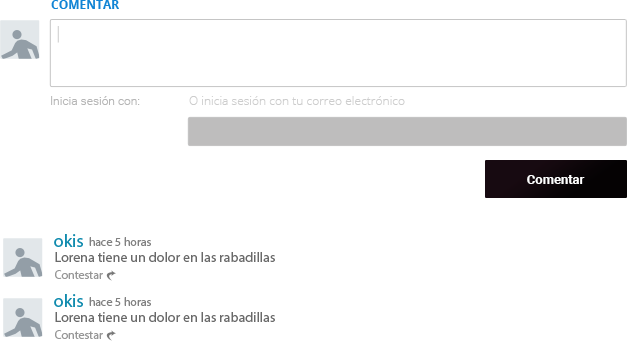 COMENTAR
Inicia sesión con:
O inicia sesión con tu correo electrónico
Comentar
okis hace 5 horas
Lorena tiene un dolor en las rabadillas
Contestar
okis hace 5 horas
Lorena tiene un dolor en las rabadillas
Contestar